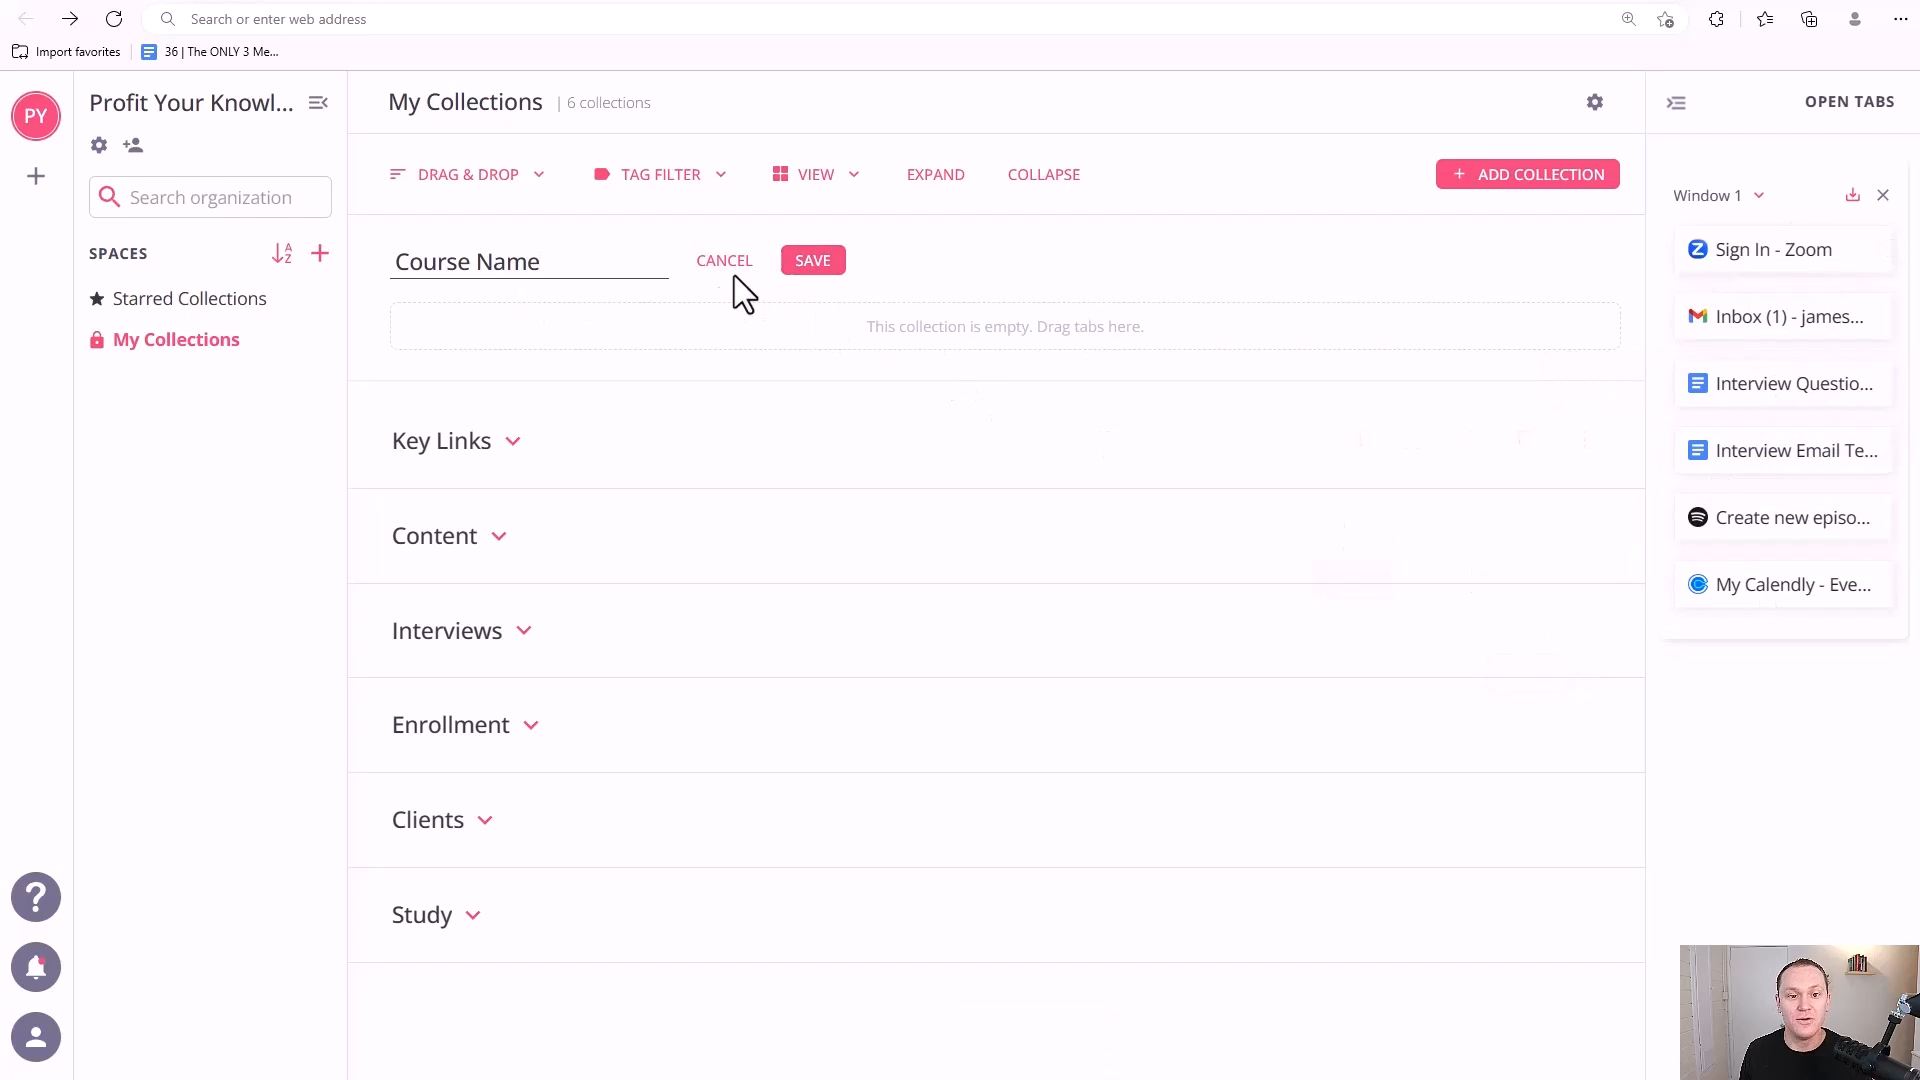 Search or enter web address
Import favorites
36 | The ONLY 3 Me...
PY
Profit Your Knowl...
Search organization
SPACES
Starred Collections
My Collections
My Collections | 6 collections
DRAG & DROP
TAG FILTER
VIEW
EXPAND
COLLAPSE
+ ADD COLLECTION
Course Name
CANCEL
SAVE
This collection is empty. Drag tabs here.
Key Links
Content
Interviews
Enrollment
Clients
Study
OPEN TABS
Window 1
Sign In - Zoom
Inbox (1) - james...
Interview Questio...
Interview Email Te...
Create new episo...
My Calendly - Eve...